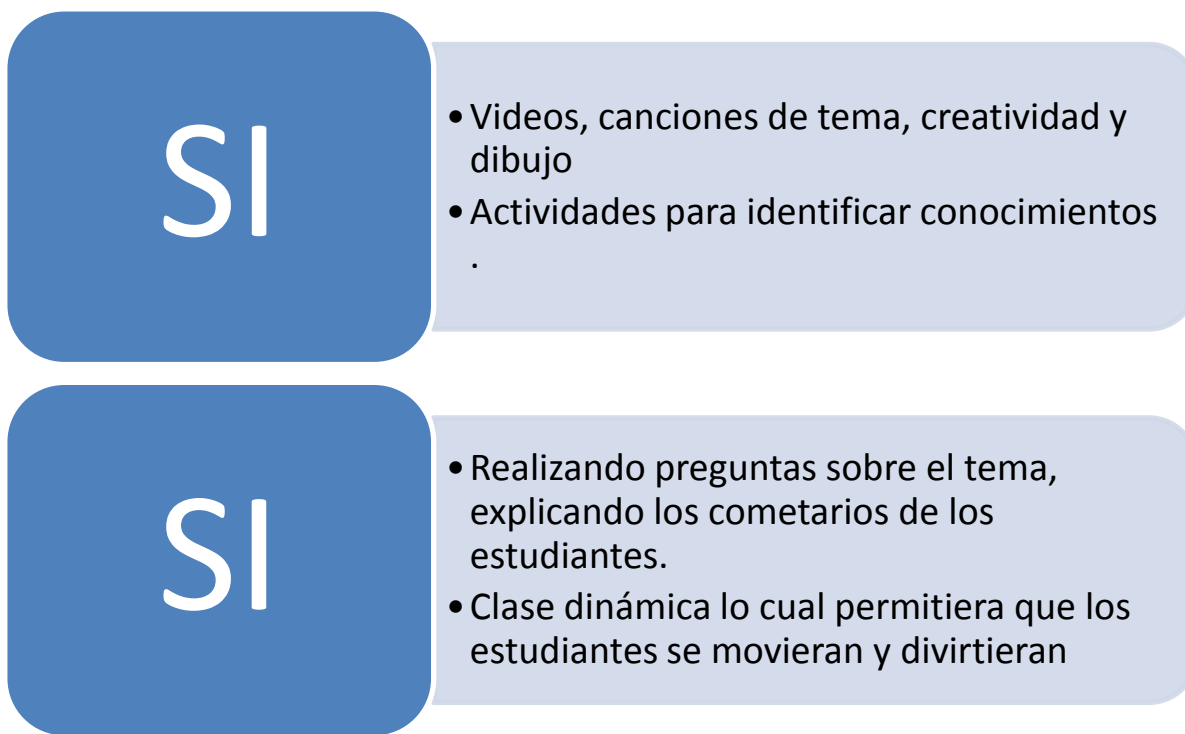 SI
• Videos, canciones de tema, creatividad y
dibujo
• Actividades para identificar conocimientos
.
SI
• Realizando preguntas sobre el tema,
explicando los cometarios de los
estudiantes.
• Clase dinámica lo cual permitiera que los
estudiantes se movieran y divirtieran